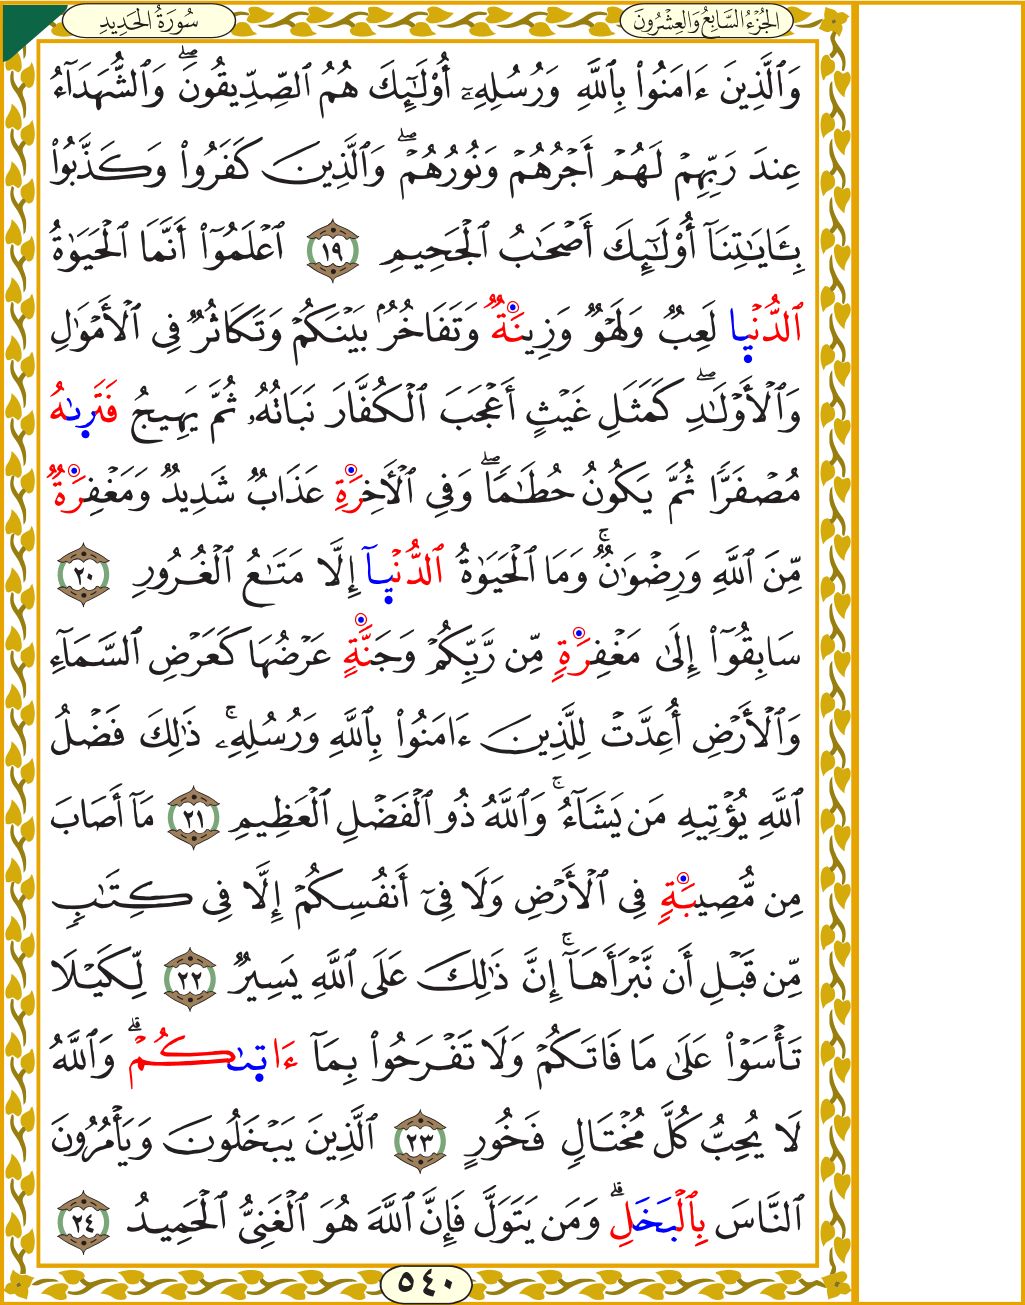 سُورَةُ الحَدِيدِ
الجُزْءُ السَّابِعُ وَالعِشْرُونَ
وَٱلَّذِينَ ءَامَنُوا۟ بِٱللَّهِ وَرُسُلِهِۦٓ أُو۟لَٰٓئِكَ هُمُ ٱلصِّدِّيقُونَ ۖ وَٱلشُّهَدَآءُ
عِندَ رَبِّهِمْ لَهُمْ أَجْرُهُمْ وَنُورُهُمْ ۖ وَٱلَّذِينَ كَفَرُوا۟ وَكَذَّبُوا۟
بِـَٔايَٰتِنَآ أُو۟لَٰٓئِكَ أَصْحَٰبُ ٱلْجَحِيمِ ١٩ ٱعْلَمُوٓا۟ أَنَّمَا ٱلْحَيَوٰةُ
ٱلدُّنْيا لَعِبٌ وَلَهْوٌ وَزِينَةٌ وَتَفَاخُرٌۢ بَيْنَكُمْ وَتَكَاثُرٌ فِى ٱلْأَمْوَٰلِ
وَٱلْأَوْلَٰدِ ۖ كَمَثَلِ غَيْثٍ أَعْجَبَ ٱلْكُفَّارَ نَبَاتُهُۥ ثُمَّ يَهِيجُ فَتَرىٰهُ
مُصْفَرًّا ثُمَّ يَكُونُ حُطَٰمًا ۖ وَفِى ٱلْأَخِرَةِ عَذَابٌ شَدِيدٌ وَمَغْفِرَةٌ
مِّنَ ٱللَّهِ وَرِضْوَٰنٌ ۚ وَمَا ٱلْحَيَوٰةُ ٱلدُّنْيآ إِلَّا مَتَٰعُ ٱلْغُرُورِ ٢٠
سَابِقُوٓا۟ إِلَىٰ مَغْفِرَةٍ مِّن رَّبِّكُمْ وَجَنَّةٍ عَرْضُهَا كَعَرْضِ ٱلسَّمَآءِ
وَٱلْأَرْضِ أُعِدَّتْ لِلَّذِينَ ءَامَنُوا۟ بِٱللَّهِ وَرُسُلِهِۦ ۚ ذَٰلِكَ فَضْلُ
ٱللَّهِ يُؤْتِيهِ مَن يَشَآءُ ۚ وَٱللَّهُ ذُو ٱلْفَضْلِ ٱلْعَظِيمِ ٢١ مَآ أَصَابَ
مِن مُّصِيبَةٍ فِى ٱلْأَرْضِ وَلَا فِىٓ أَنفُسِكُمْ إِلَّا فِى كِتَٰبٍ
مِّن قَبْلِ أَن نَّبْرَأَهَآ ۚ إِنَّ ذَٰلِكَ عَلَى ٱللَّهِ يَسِيرٌ ٢٢ لِّكَيْلَا
تَأْسَوْا۟ عَلَىٰ مَا فَاتَكُمْ وَلَا تَفْرَحُوا۟ بِمَآ ءَاتىٰكُمْ ۗ وَٱللَّهُ
لَا يُحِبُّ كُلَّ مُخْتَالٍ فَخُورٍ ٢٣ ٱلَّذِينَ يَبْخَلُونَ وَيَأْمُرُونَ
ٱلنَّاسَ بِٱلْبَخَلِ ۗ وَمَن يَتَوَلَّ فَإِنَّ ٱللَّهَ هُوَ ٱلْغَنِىُّ ٱلْحَمِيدُ ٢٤
٥٤٠